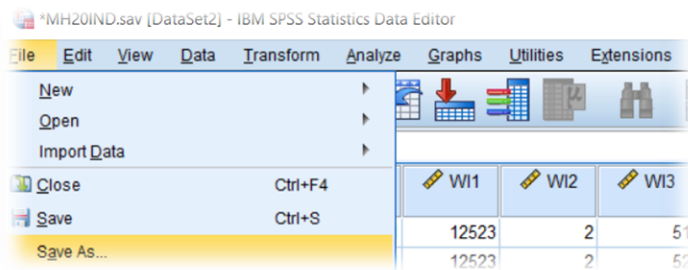 *MH20IND.sav [DataSet2] - IBM SPSS Statistics Data Editor
File Edit View Data Transform Analyze Graphs Utilities Extensions
New
Open
Import Data
Close Ctrl+F4
Save Ctrl+S
Save As...
WI1 WI2 WI3
12523 2 51
12523 2